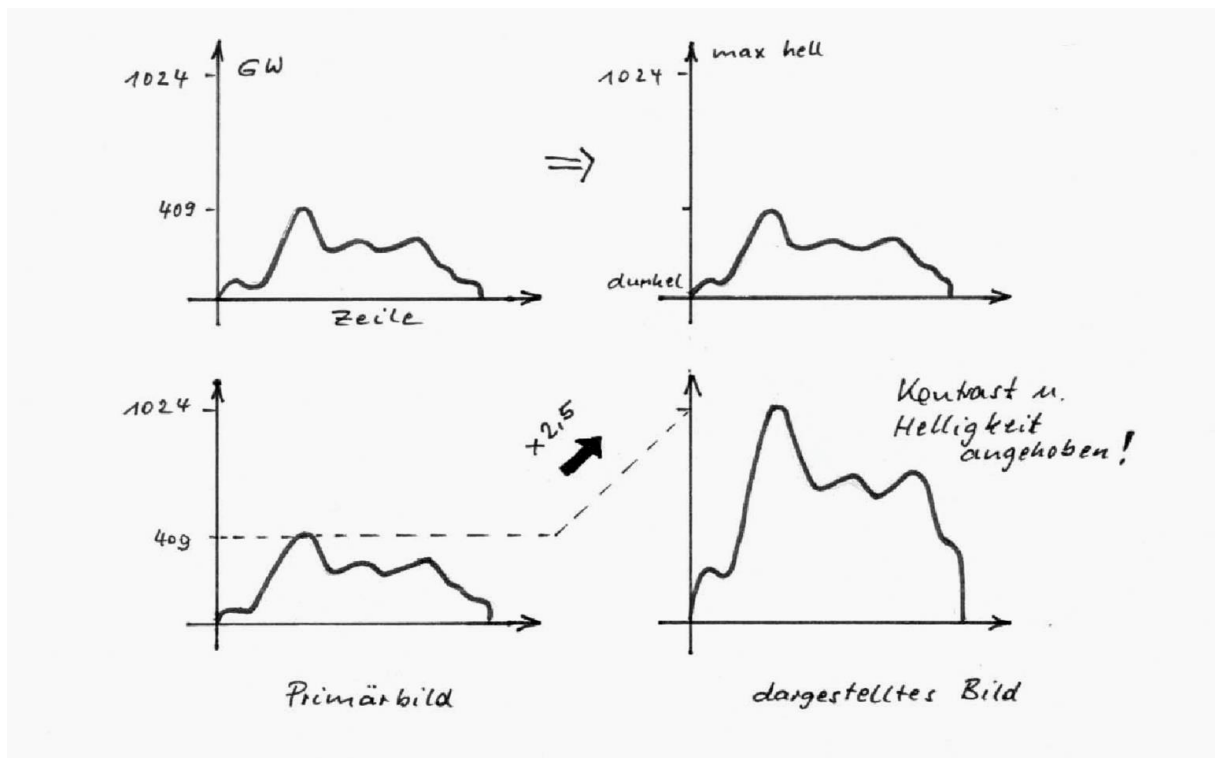 1024
GW
409
Zeile
max hell
1024
dunkel
1024
409
+2,5
Kontrast u.
Helligkeit
angehoben!
Primärbild
dargestelltes Bild